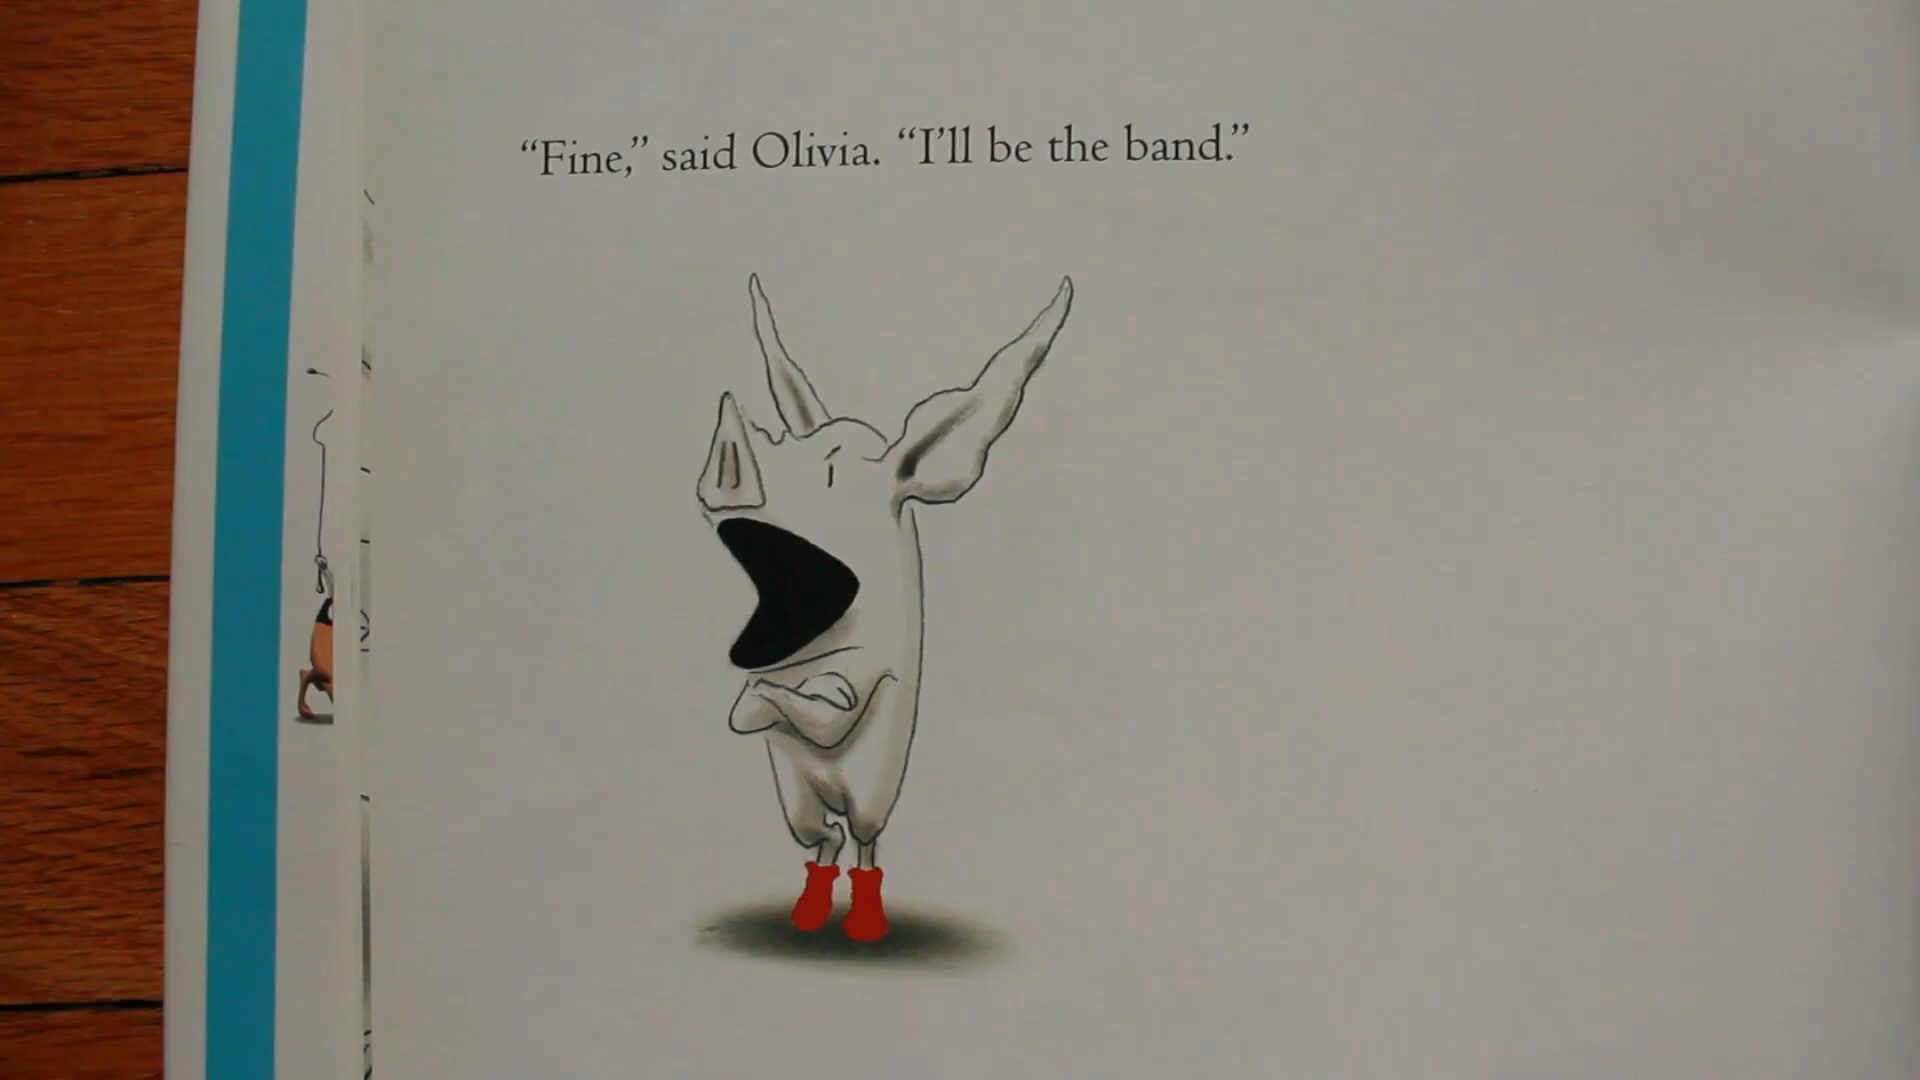 “Fine,” said Olivia. “I’ll be the band.”